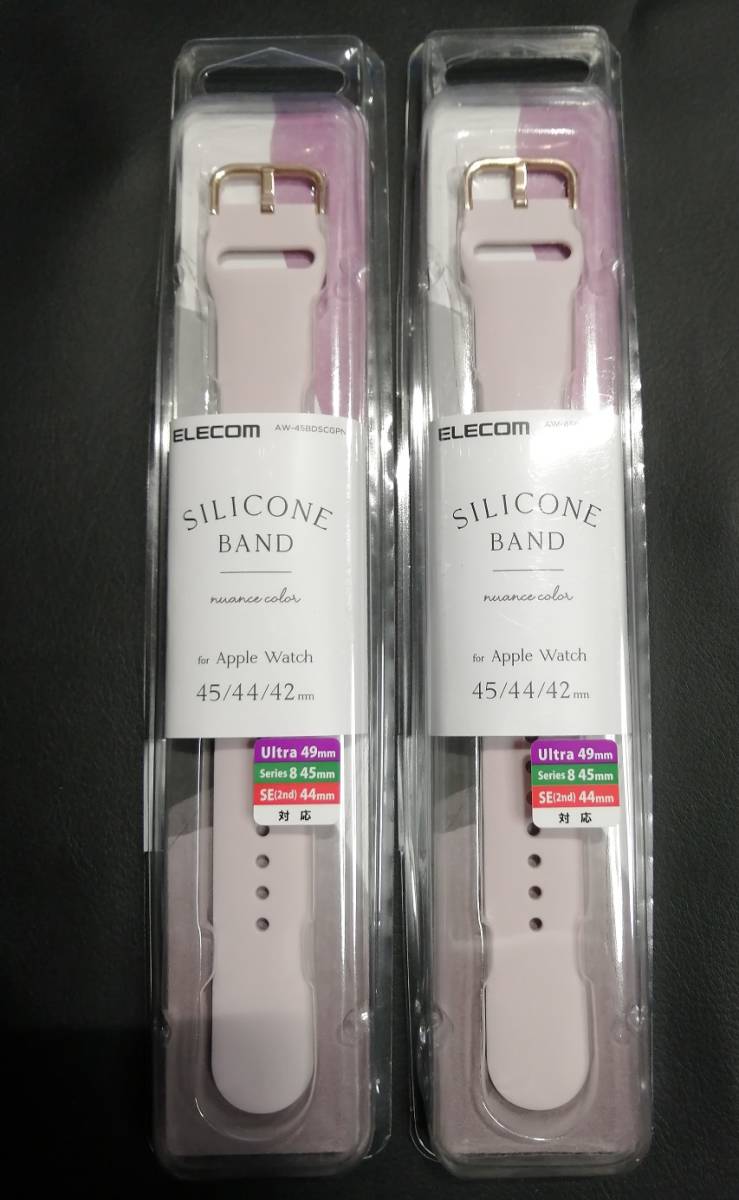 ELECOM AW-45BDSCGPN
SILICONE
BAND
nuance color
for Apple Watch
45/44/42mm
Ultra 49mm
Series 8 45mm
SE(2nd) 44mm
対応
ELECOM
SILICONE
BAND
nuance color
for Apple Watch
45/44/42mm
Ultra 49mm
Series 8 45mm
SE(2nd) 44mm
対応